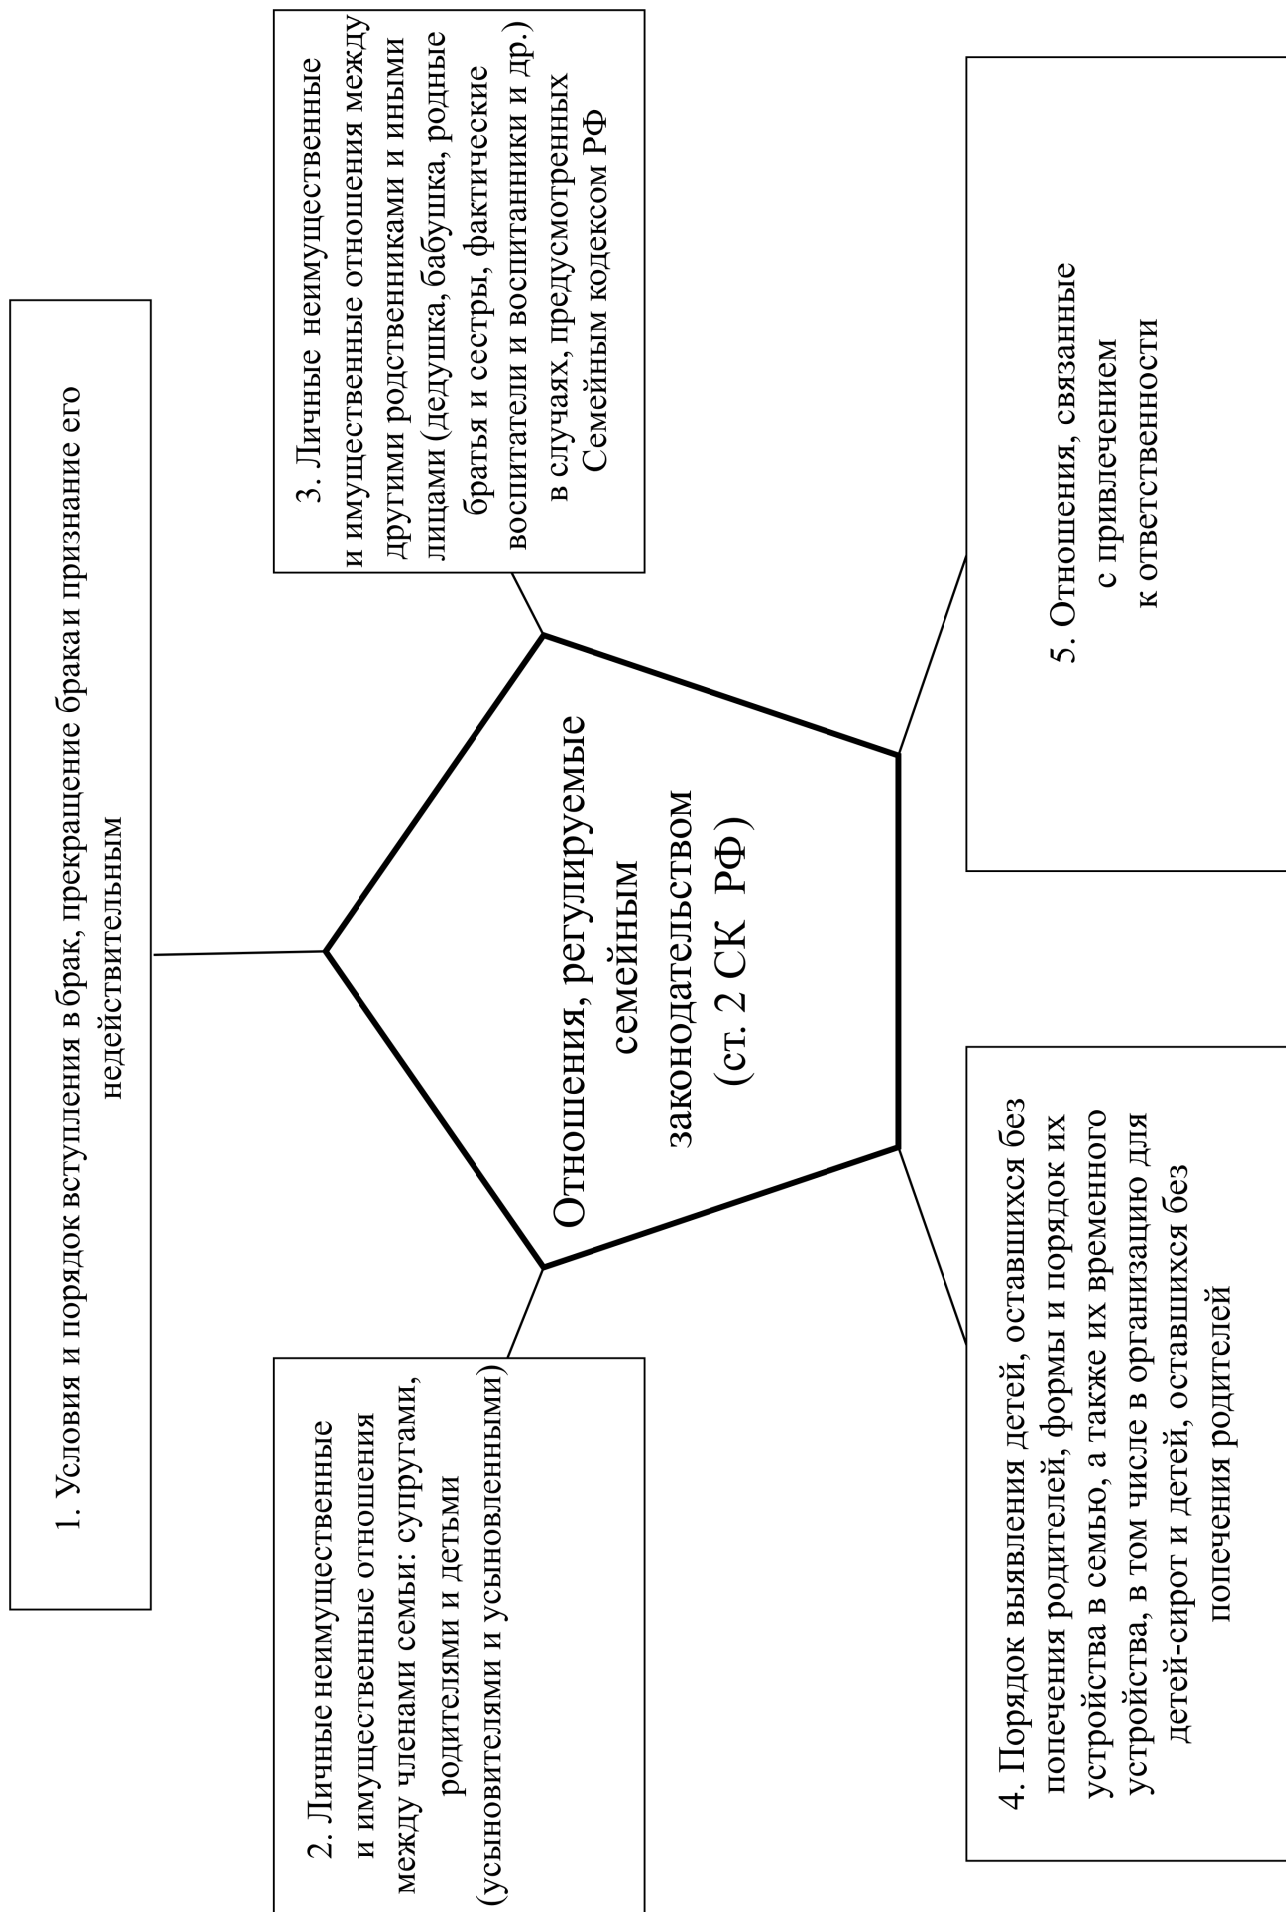 1. Условия и порядок вступления в брак, прекращение брака и признание его
недействительным
2. Личные неимущественные
и имущественные отношения
между членами семьи: супругами,
родителями и детьми
(усыновителями и усыновленными)
3. Личные неимущественные
и имущественные отношения между
другими родственниками и иными
лицами (дедушка, бабушка, родные
братья и сестры, фактические
воспитатели и воспитанники и др.)
в случаях, предусмотренных
Семейным кодексом РФ
Отношения, регулируемые
семейным
законодательством
(ст. 2 СК РФ)
4. Порядок выявления детей, оставшихся без
попечения родителей, формы и порядок их
устройства в семью, а также их временного
устройства, в том числе в организацию для
детей-сирот и детей, оставшихся без
попечения родителей
5. Отношения, связанные
с привлечением
к ответственности